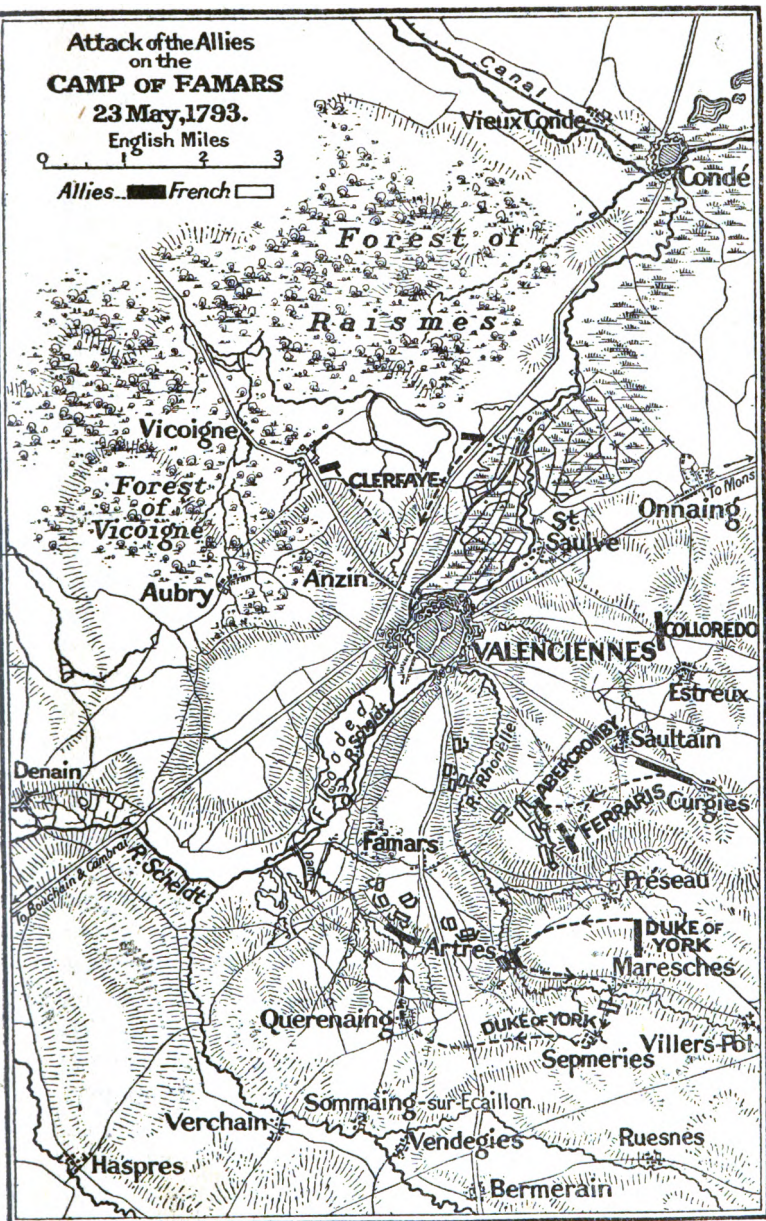 Attack of the Allies
on the
CAMP OF FAMARS
23 May, 1793.
English Miles
0 1 2 3
Allies French
Canal
Vieux Condé
Condé
Forest of
Raismes
Vicoigne
CLERFAYE
Forest
of
Vicoigne
Onnaing
To Mons
St.
Saulve
Aubry
Anzin
COLLOREDO
VALENCIENNES
Estreux
Flooded
R. Scheldt
R. Rhonelle
ABERCROMBY
Saultain
Denain
FERRARIS
Curgies
Famars
To Bouchain & Cambrai
R. Scheldt
Dam
Préseau
DUKE OF
YORK
Artres
Maresches
Querenaing
DUKE OF YORK
Villers-Pol
Sepmeries
Sommaing-sur-Ecaillon
Verchain
Vendegies
Ruesnes
Haspres
Bermerain